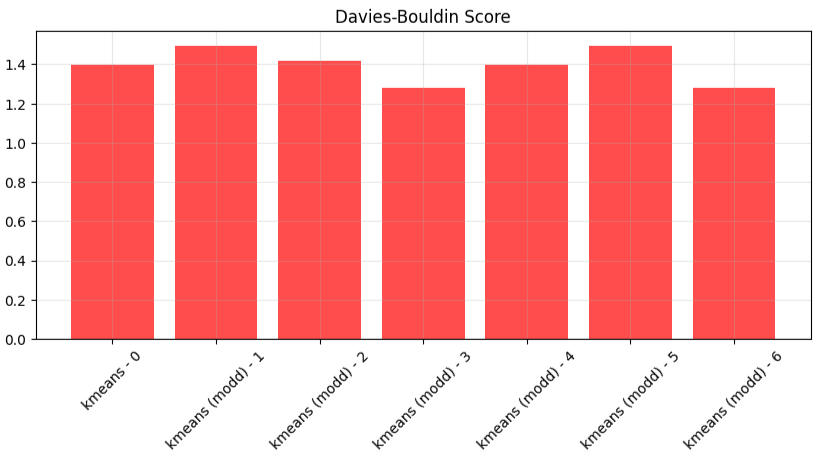 Davies-Bouldin Score
1.4
1.2
1.0
0.8
0.6
0.4
0.2
0.0
kmeans - 0
kmeans (modd) - 1
kmeans (modd) - 2
kmeans (modd) - 3
kmeans (modd) - 4
kmeans (modd) - 5
kmeans (modd) - 6